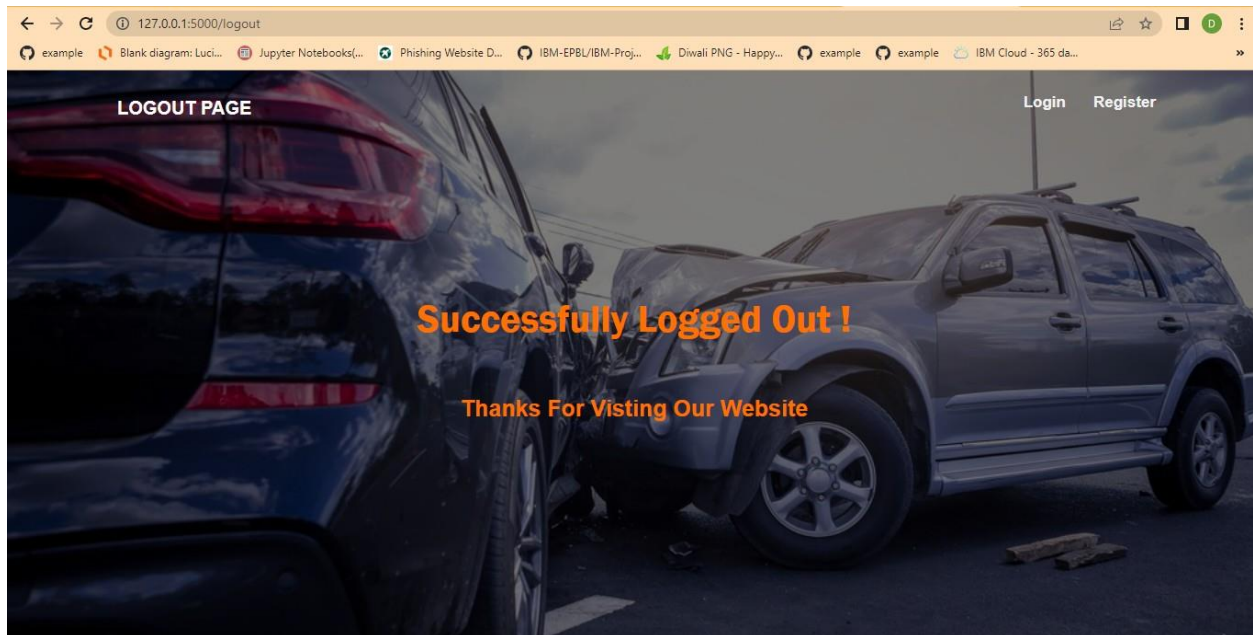 127.0.0.1:5000/logout
D
example Blank diagram: Luci... Jupyter Notebooks(... Phishing Website D... IBM-EPBL/IBM-Proj... Diwali PNG - Happy... example example IBM Cloud - 365 da... »
LOGOUT PAGE Login Register
Successfully Logged Out !
Thanks For Visting Our Website